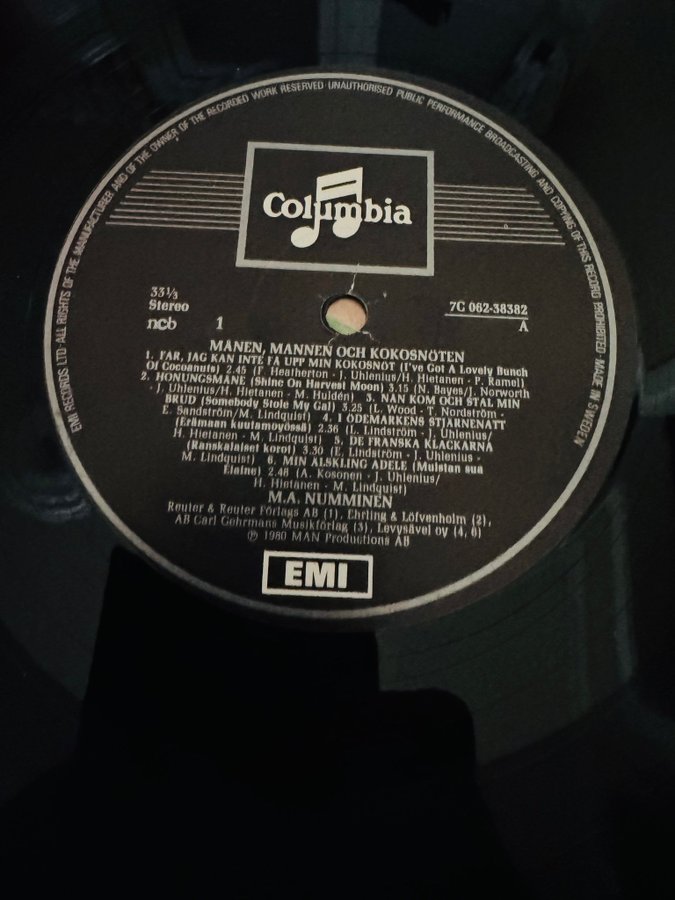 EMI RECORDS LTD · ALL RIGHTS OF THE MANUFACTURER AND OF THE OWNER OF THE RECORDED WORK RESERVED · UNAUTHORISED PUBLIC PERFORMANCE BROADCASTING AND COPYING OF THIS RECORD PROHIBITED · MADE IN SWEDEN
Columbia
33⅓
Stereo
ncb 1
7C 062-38382
A
MÅNEN, MANNEN OCH KOKOSNÖTEN
1. FAR, JAG KAN INTE FÅ UPP MIN KOKOSNÖT (I've Got A Lovely Bunch
Of Cocoanuts) 2.45 (F. Heatherton · J. Uhlenius/H. Hietanen · P. Ramel)
2. HONUNGSMÅNE (Shine On Harvest Moon) 3.15 (N. Bayes/J. Norworth
· J. Uhlenius/H. Hietanen · M. Huldén) 3. NÄN KOM OCH STAL MIN
BRUD (Somebody Stole My Gal) 3.25 (L. Wood · T. Nordström ·
E. Sandström/M. Lindquist) 4. I ÖDEMARKENS STJÄRNENATT
(Erämaan kuutamoyössä) 2.36 (L. Lindström · J. Uhlenius/
H. Hietanen · M. Lindquist) 5. DE FRANSKA KLACKARNA
(Ranskalaiset korot) 3.30 (E. Lindström · J. Uhlenius ·
M. Lindquist) 6. MIN ÄLSKLING ADELE (Muistan sua
Elaine) 2.48 (A. Kosonen · J. Uhlenius/
H. Hietanen · M. Lindquist)
M.A. NUMMINEN
Reuter & Reuter Förlags AB (1), Ehrling & Löfvenholm (2),
AB Carl Gehrmans Musikförlag (3), Levysävel oy (4, 6)
℗ 1980 MAN Productions AB
EMI